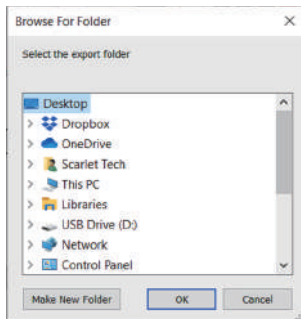 Browse For Folder
Select the export folder
Desktop
Dropbox
OneDrive
Scarlet Tech
This PC
Libraries
USB Drive (D:)
Network
Control Panel
Make New Folder OK Cancel